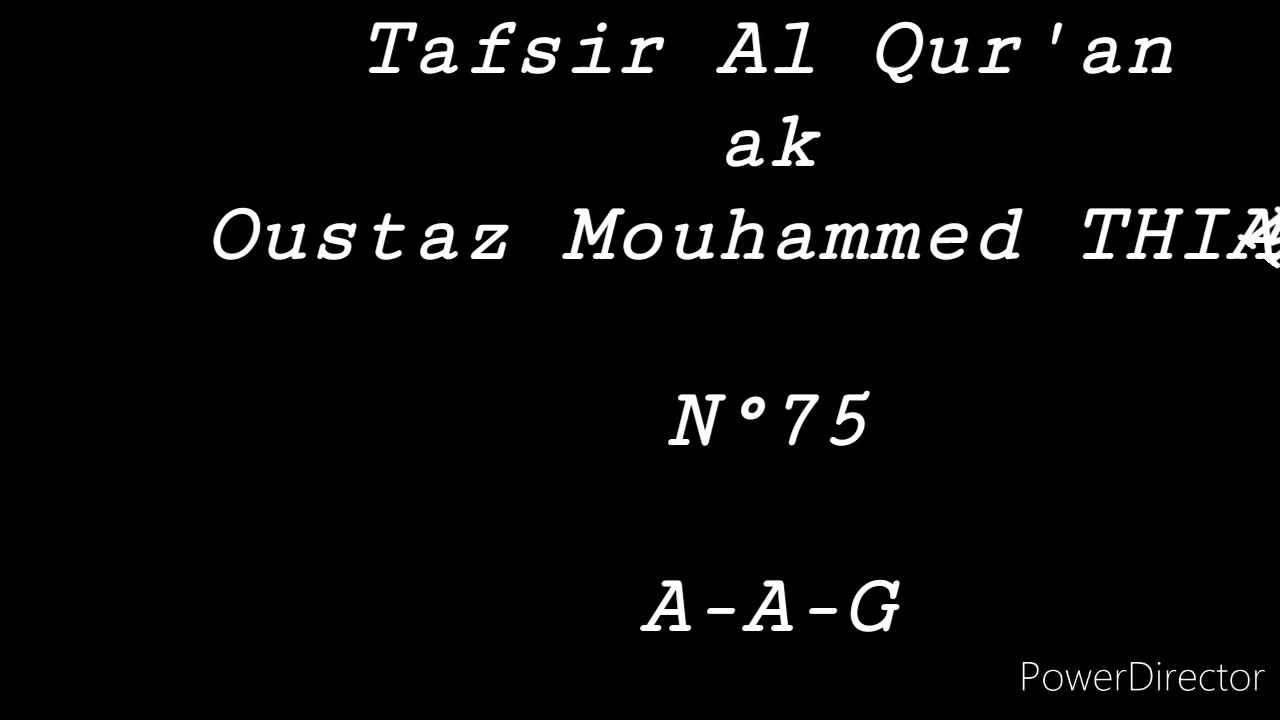 Tafsir Al Qur'an
ak
Oustaz Mouhammed
N°75
A-A-G
PowerDirector